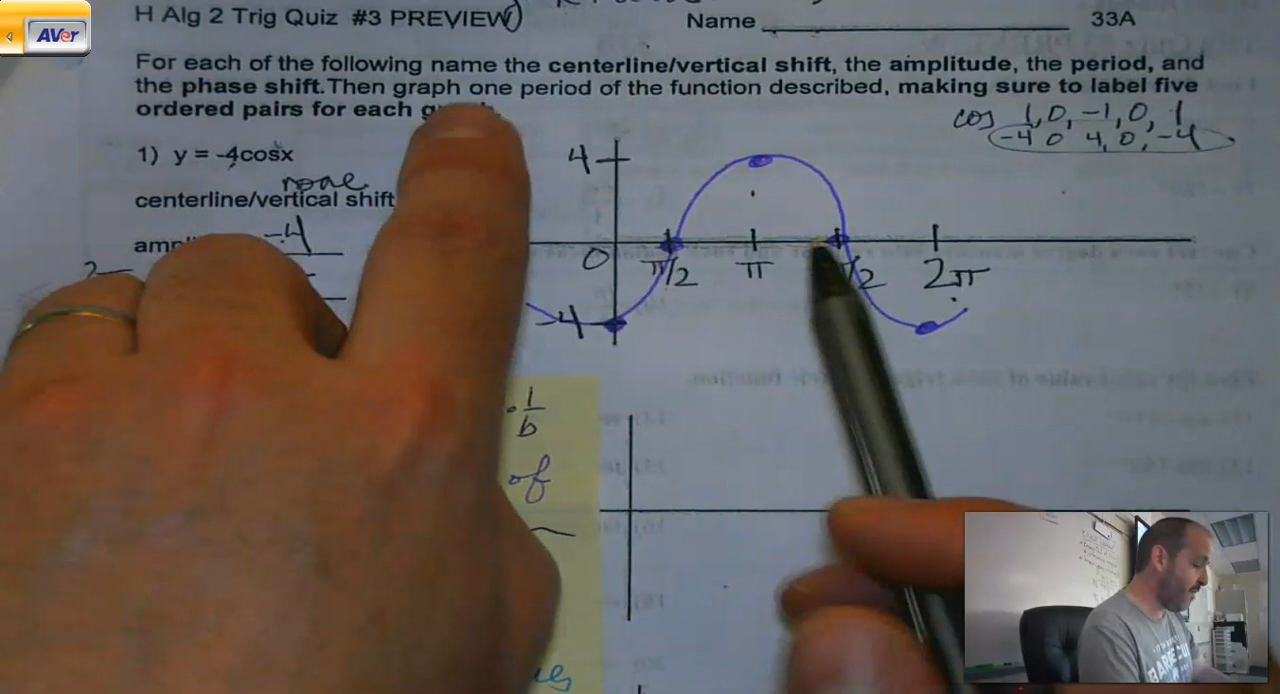 AVer
H Alg 2 Trig Quiz #3 PREVIEW
Name 33A
For each of the following name the centerline/vertical shift, the amplitude, the period, and
the phase shift. Then graph one period of the function described, making sure to label five
ordered pairs for each
cos 1, 0, -1, 0, 1
-4 0 4, 0, -4
1) y = -4cosx
none
centerline/vertical shift
-4
4
0 π/2 π /2 2π
-4
· 1/b
of